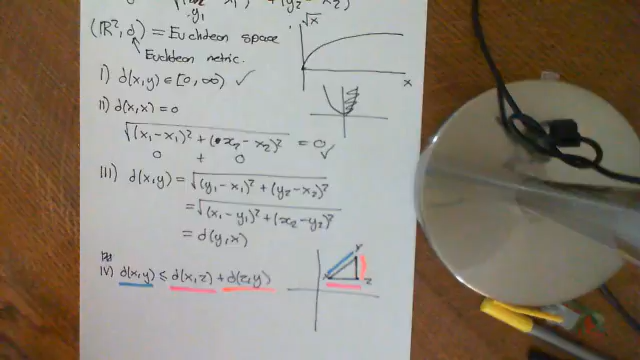 (ℝ², d) = Euclidean space
Euclidean metric.
√x
x
I) d(x,y) ∈ [0, ∞) ✓
II) d(x,x) = 0
√((x₁ − x₁)² + (x₂ − x₂)²) = 0 ✓
0 + 0
III) d(x,y) = √((y₁ − x₁)² + (y₂ − x₂)²)
= √((x₁ − y₁)² + (x₂ − y₂)²)
= d(y,x)
IV) d(x,y) ≤ d(x,z) + d(z,y)
x
y
z